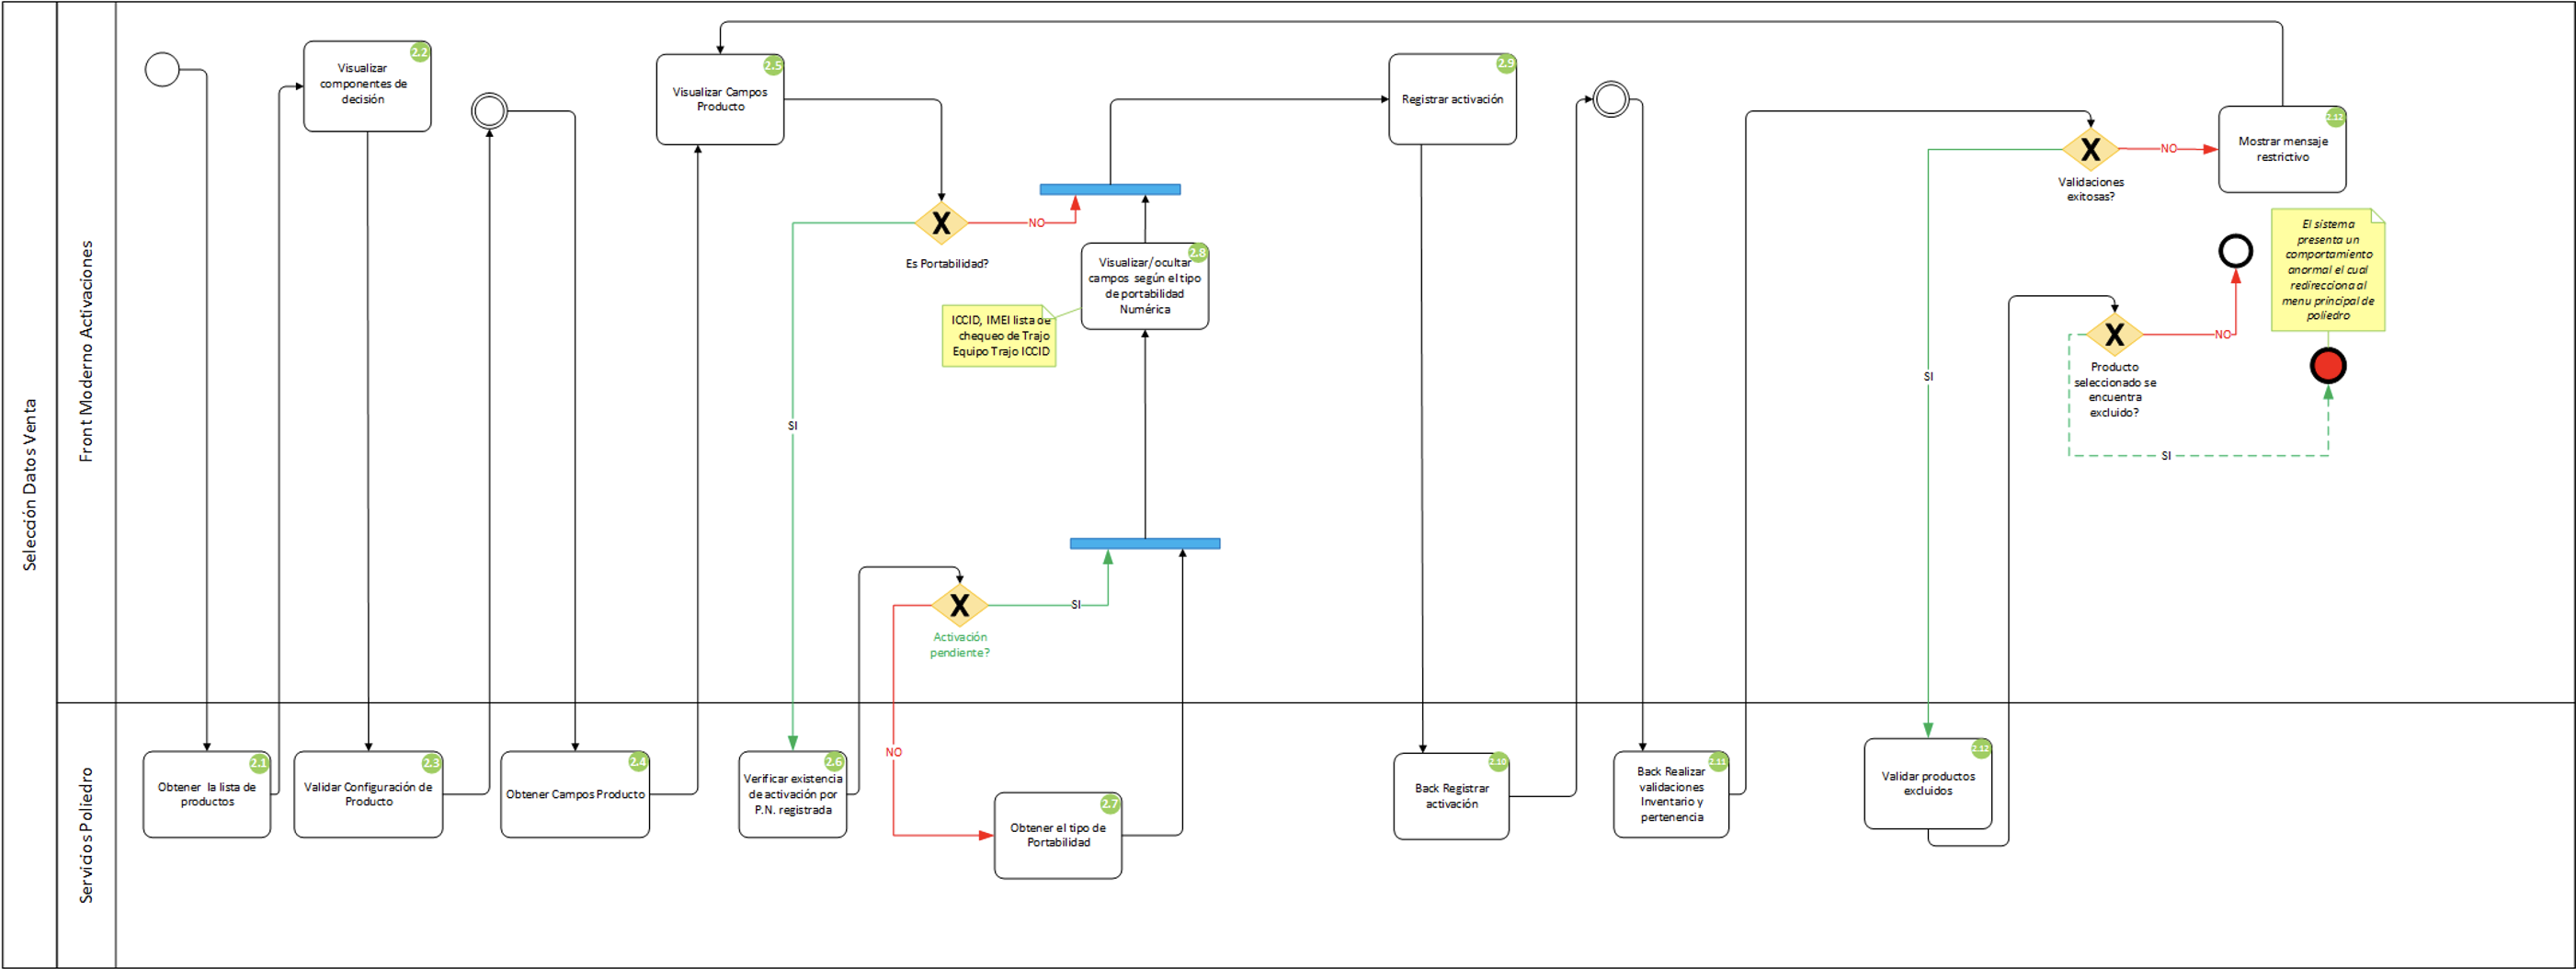 Selección Datos Venta
Front Moderno Activaciones
2.2
Visualizar
componentes de
decisión
2.5
Visualizar Campos
Producto
Es Portabilidad?
NO
SI
2.8
Visualizar/ocultar
campos según el tipo
de portabilidad
Numérica
ICCID, IMEI lista de
chequeo de Trajo
Equipo Trajo ICCID
Activación
pendiente?
SI
NO
2.9
Registrar activación
Validaciones
exitosas?
NO
SI
2.12
Mostrar mensaje
restrictivo
El sistema
presenta un
comportamiento
anormal el cual
redirecciona al
menu principal de
poliedro
Producto
seleccionado se
encuentra
excluido?
NO
SI
Servicios Poliedro
2.1
Obtener la lista de
productos
2.3
Validar Configuración de
Producto
2.4
Obtener Campos Producto
2.6
Verificar existencia
de activación por
P.N. registrada
2.7
Obtener el tipo de
Portabilidad
2.10
Back Registrar
activación
2.11
Back Realizar
validaciones
Inventario y
pertenencia
2.12
Validar productos
excluidos